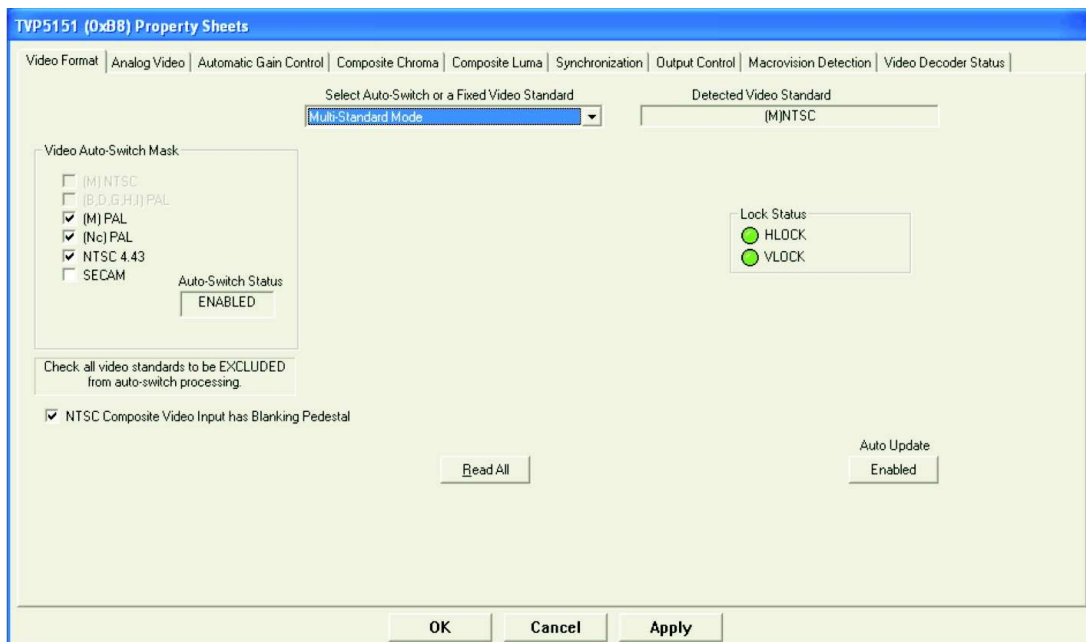 TVP5151 (0xB8) Property Sheets
Video Format Analog Video Automatic Gain Control Composite Chroma Composite Luma Synchronization Output Control Macrovision Detection Video Decoder Status
Select Auto-Switch or a Fixed Video Standard
Multi-Standard Mode
Detected Video Standard
(M)NTSC
Video Auto-Switch Mask
(M) NTSC
(B,D,G,H,I) PAL
(M) PAL
(Nc) PAL
NTSC 4.43
SECAM
Auto-Switch Status
ENABLED
Lock Status
HLOCK
VLOCK
Check all video standards to be EXCLUDED
from auto-switch processing.
NTSC Composite Video Input has Blanking Pedestal
Read All
Auto Update
Enabled
OK Cancel Apply